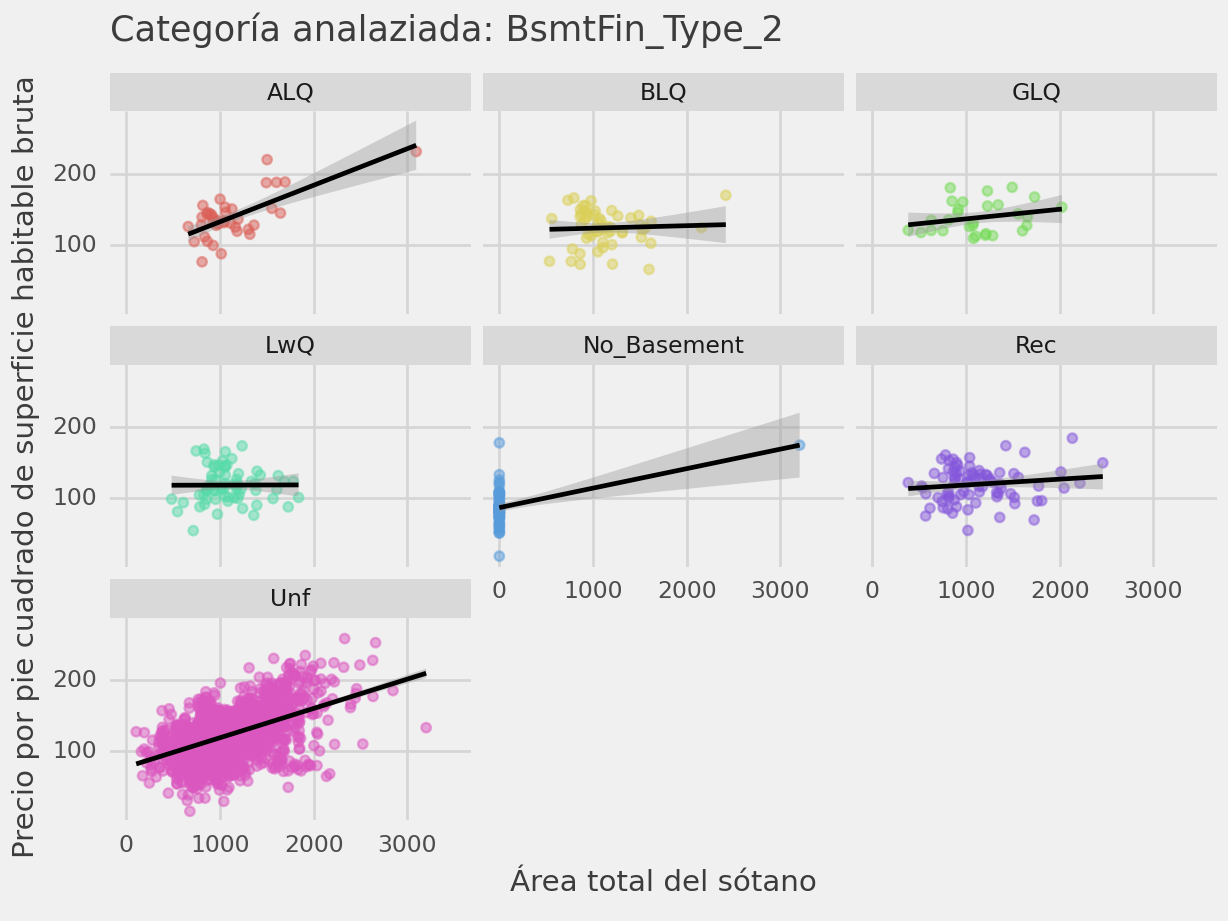 Categoría analaziada: BsmtFin_Type_2
Precio por pie cuadrado de superficie habitable bruta
ALQ
BLQ
GLQ
200
100
LwQ
No_Basement
Rec
200
100
0
1000
2000
3000
0
1000
2000
3000
Unf
200
100
0
1000
2000
3000
Área total del sótano